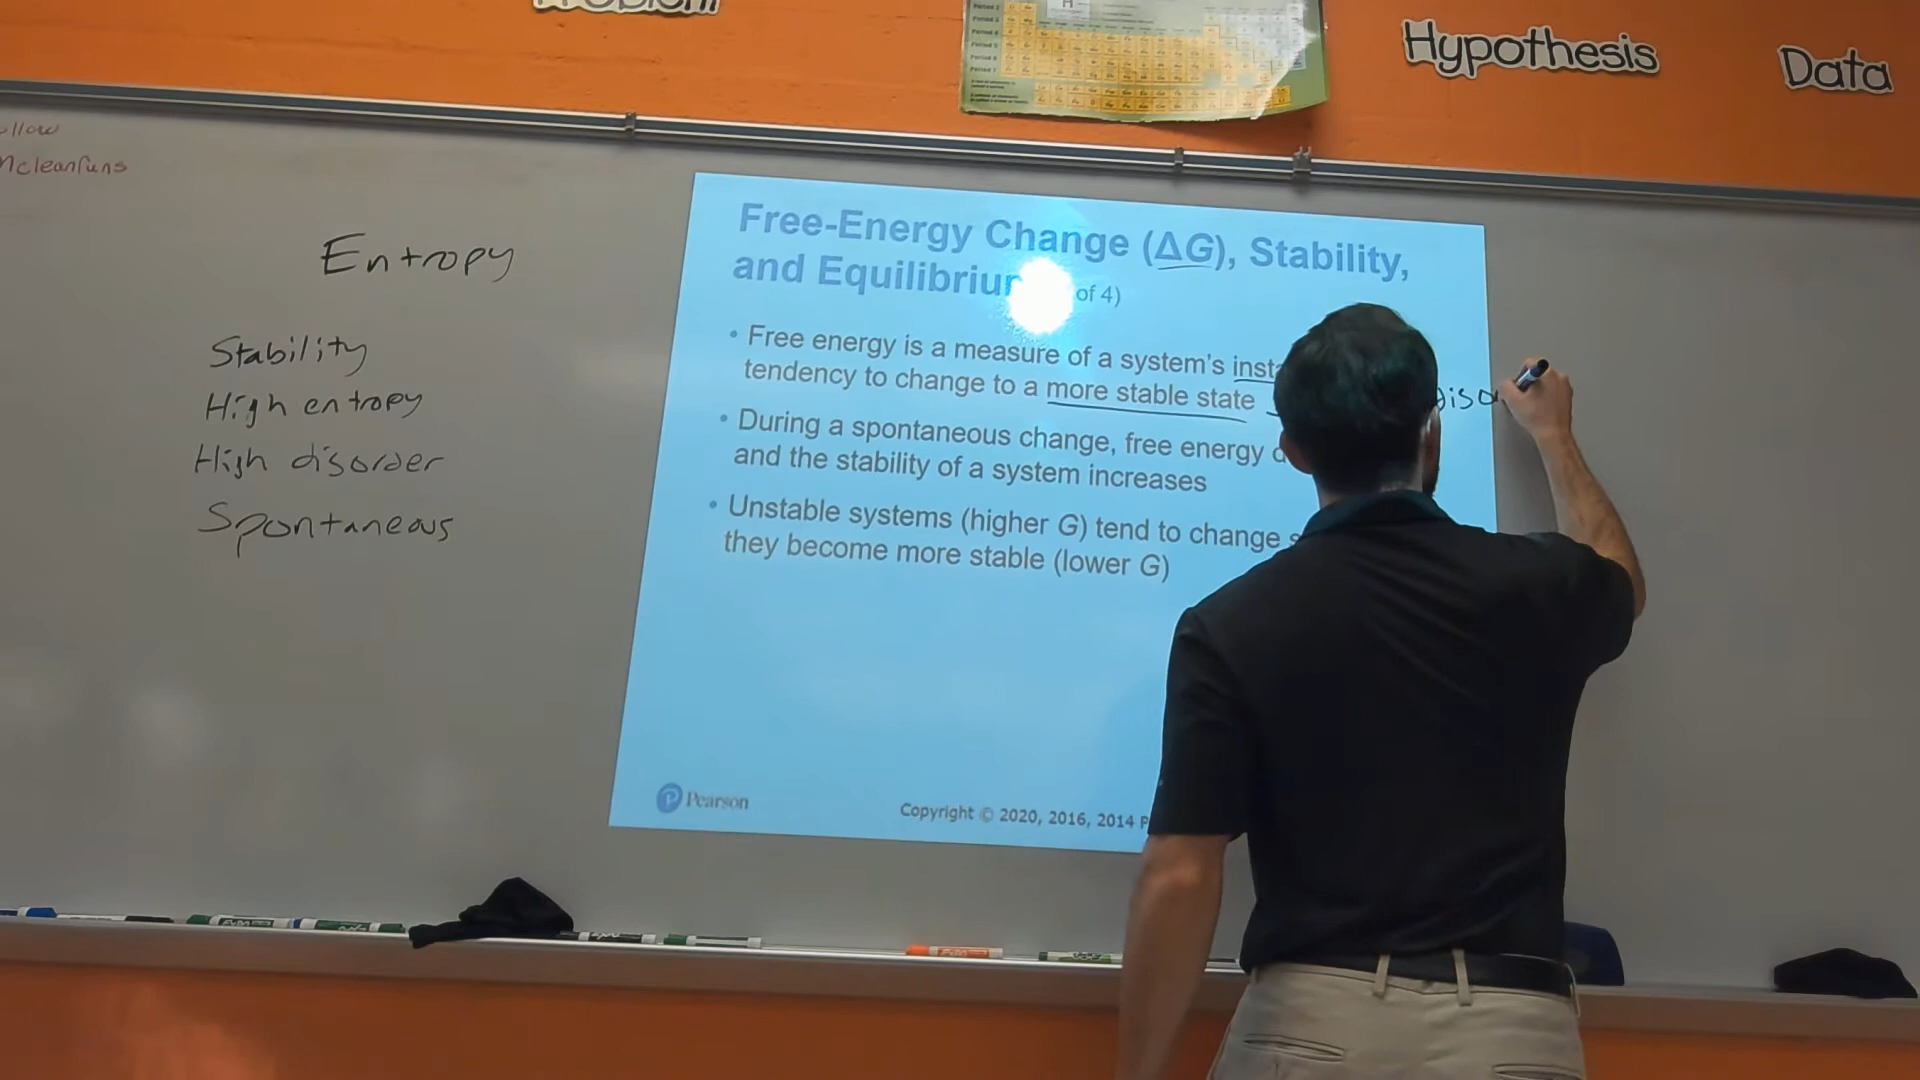 Hypothesis
Data
Mcleanfuns
Entropy
Stability
High entropy
High disorder
Spontaneous
Free-Energy Change (ΔG), Stability,
and Equilibriu of 4)
• Free energy is a measure of a system's inst
tendency to change to a more stable state
• During a spontaneous change, free energy
and the stability of a system increases
• Unstable systems (higher G) tend to change
they become more stable (lower G)
Pearson
Copyright © 2020, 2016, 2014 P